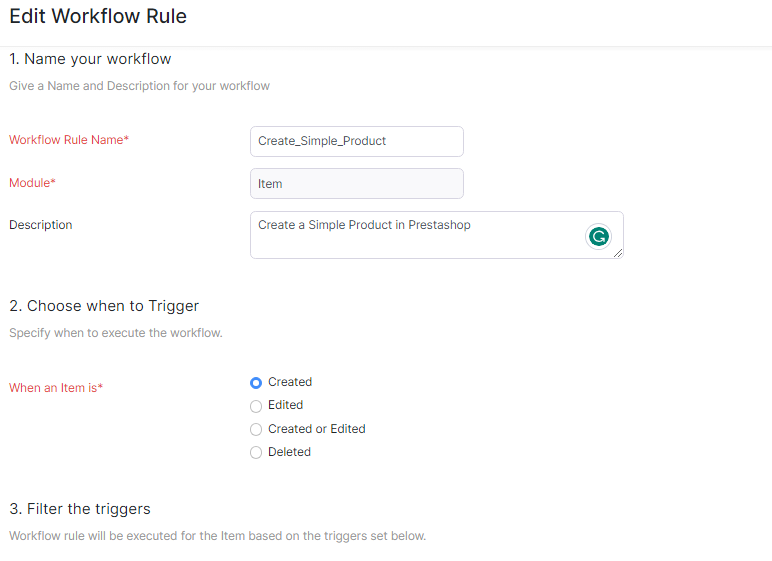 Edit Workflow Rule
1. Name your workflow
Give a Name and Description for your workflow
Workflow Rule Name*
Create_Simple_Product
Module*
Item
Description
Create a Simple Product in Prestashop
2. Choose when to Trigger
Specify when to execute the workflow.
When an Item is*
Created
Edited
Created or Edited
Deleted
3. Filter the triggers
Workflow rule will be executed for the Item based on the triggers set below.